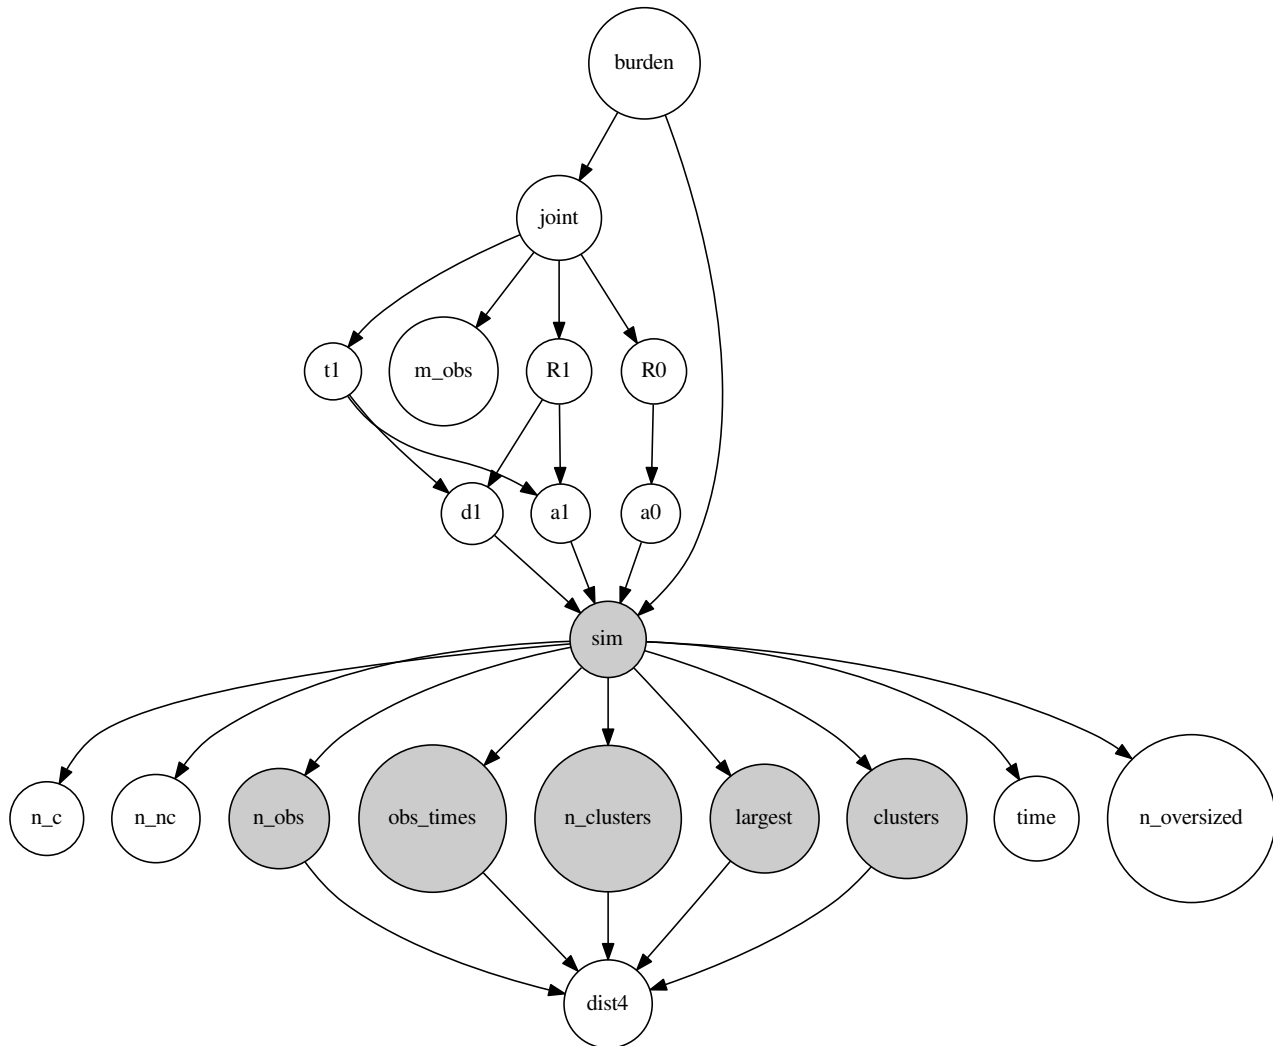 burden
joint
t1
m_obs
R1
R0
d1
a1
a0
sim
n_c
n_nc
n_obs
obs_times
n_clusters
largest
clusters
time
n_oversized
dist4